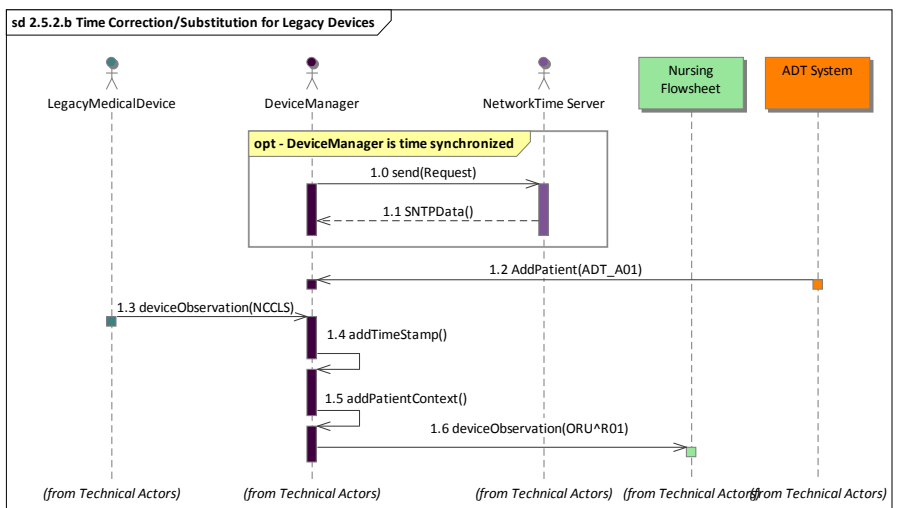 sd 2.5.2.b Time Correction/Substitution for Legacy Devices
LegacyMedicalDevice
DeviceManager
NetworkTime Server
Nursing
Flowsheet
ADT System
opt - DeviceManager is time synchronized
1.0 send(Request)
1.1 SNTPData()
1.2 AddPatient(ADT_A01)
1.3 deviceObservation(NCCLS)
1.4 addTimeStamp()
1.5 addPatientContext()
1.6 deviceObservation(ORU^R01)
(from Technical Actors)
(from Technical Actors)
(from Technical Actors)
(from Technical Actors)
(from Technical Actors)